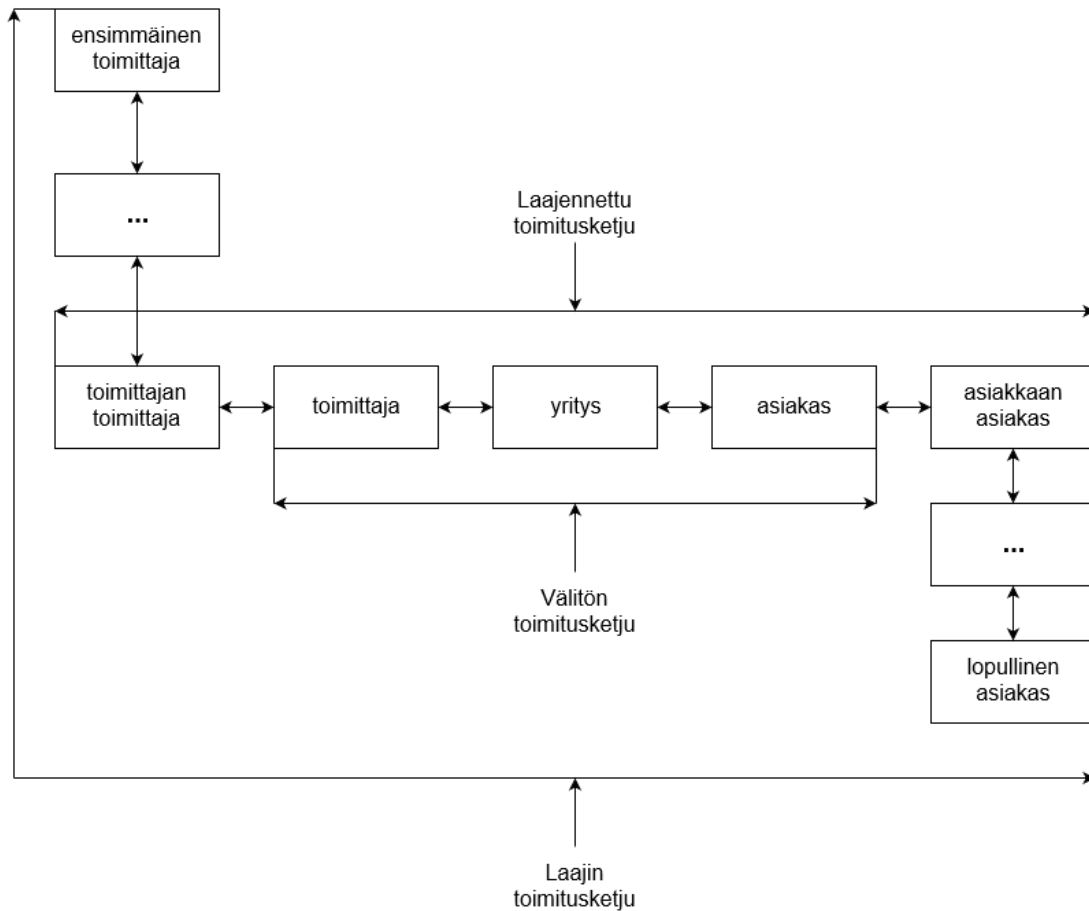 ensimmäinen
toimittaja
...
Laajennettu
toimitusketju
toimittajan
toimittaja
toimittaja
yritys
asiakas
asiakkaan
asiakas
...
Välitön
toimitusketju
lopullinen
asiakas
Laajin
toimitusketju